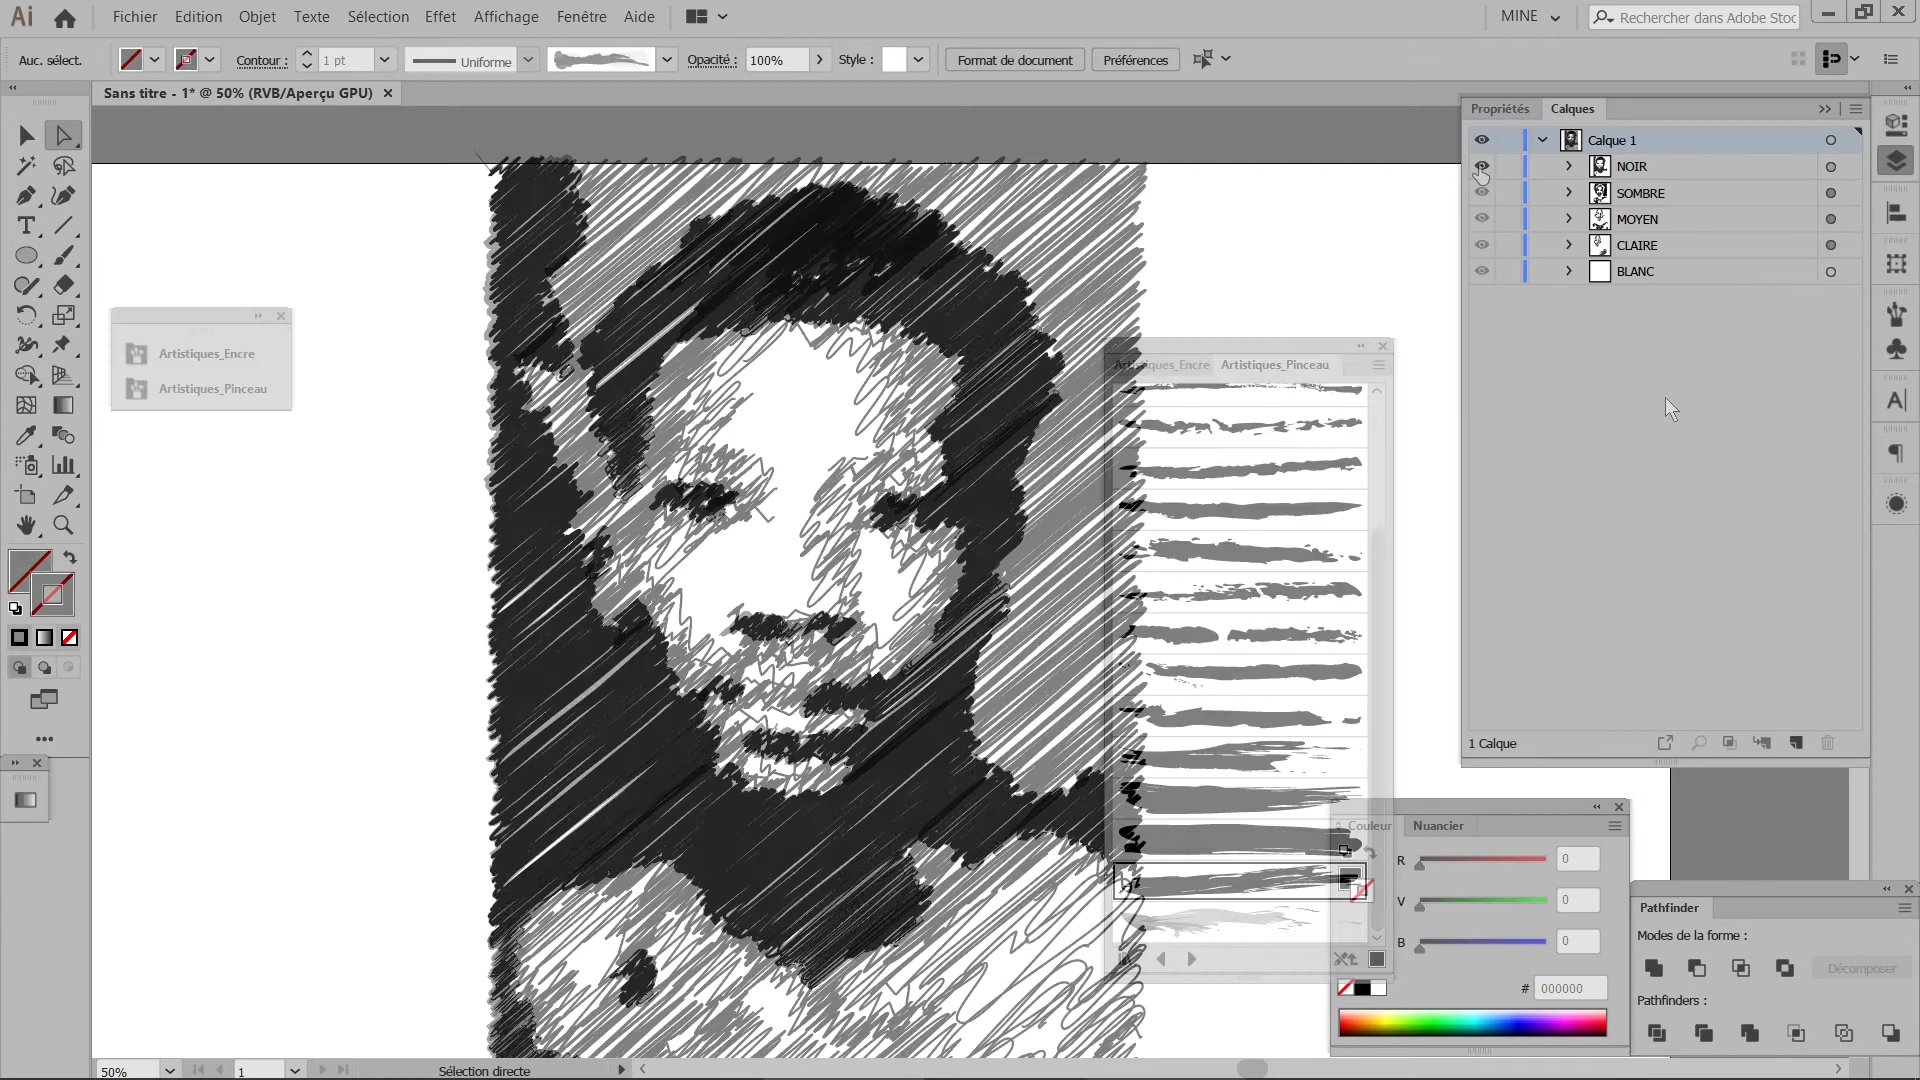 Ai Fichier Edition Objet Texte Sélection Effet Affichage Fenêtre Aide MINE Rechercher dans Adobe Stoc
Auc. sélect. Contour : 1 pt Uniforme Opacité : 100% Style : Format de document Préférences
Sans titre - 1* @ 50% (RVB/Aperçu GPU)
Propriétés Calques
Calque 1
NOIR
SOMBRE
MOYEN
CLAIRE
BLANC
Artistiques_Encre
Artistiques_Pinceau
Artistiques_Encre Artistiques_Pinceau
1 Calque
Couleur Nuancier
R 0
V 0
B 0
# 000000
Pathfinder
Modes de la forme :
Décomposer
Pathfinders :
50% 1 Sélection directe